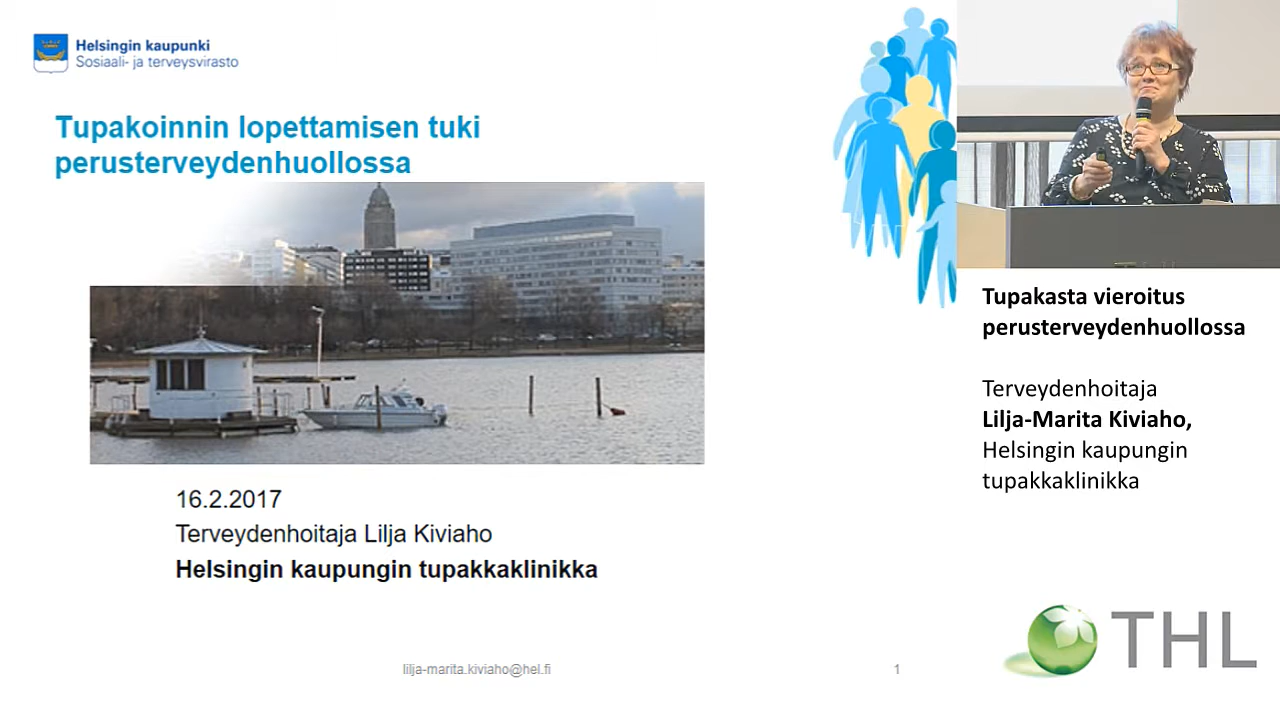 Helsingin kaupunki
Sosiaali- ja terveysvirasto
Tupakoinnin lopettamisen tuki
perusterveydenhuollossa
16.2.2017
Terveydenhoitaja Lilja Kiviaho
Helsingin kaupungin tupakkaklinikka
lilja-marita.kiviaho@hel.fi
1
Tupakasta vieroitus
perusterveydenhuollossa
Terveydenhoitaja
Lilja-Marita Kiviaho,
Helsingin kaupungin
tupakkaklinikka
THL